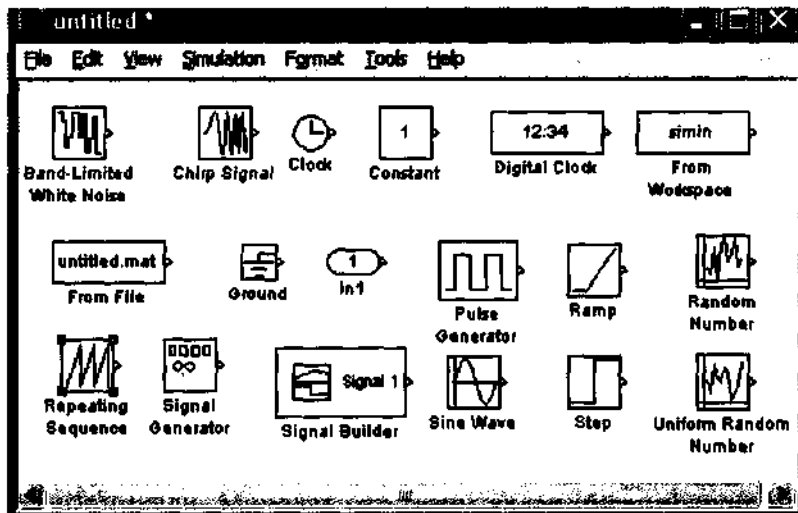 untitled *
File Edit View Simulation Format Tools Help
1
12:34
simin
Band-Limited
White Noise
Chirp Signal
Clock
Constant
Digital Clock
From
Workspace
untitled.mat
1
From File
Ground
In1
Pulse
Generator
Ramp
Random
Number
Signal 1
Repeating
Sequence
Signal
Generator
Signal Builder
Sine Wave
Step
Uniform Random
Number